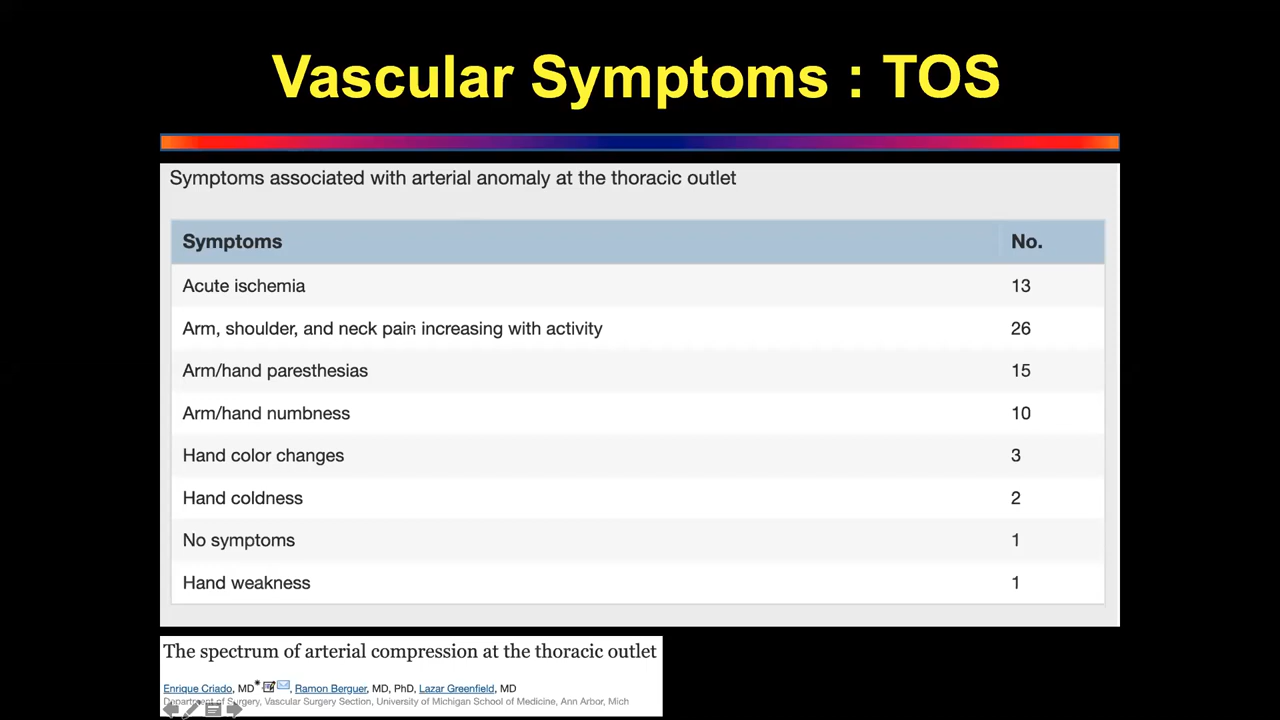 Vascular Symptoms : TOS
Symptoms associated with arterial anomaly at the thoracic outlet
Symptoms No.
Acute ischemia 13
Arm, shoulder, and neck pain increasing with activity 26
Arm/hand paresthesias 15
Arm/hand numbness 10
Hand color changes 3
Hand coldness 2
No symptoms 1
Hand weakness 1
The spectrum of arterial compression at the thoracic outlet
Enrique Criado, MD*, Ramon Berguer, MD, PhD, Lazar Greenfield, MD
Department of Surgery, Vascular Surgery Section, University of Michigan School of Medicine, Ann Arbor, Mich